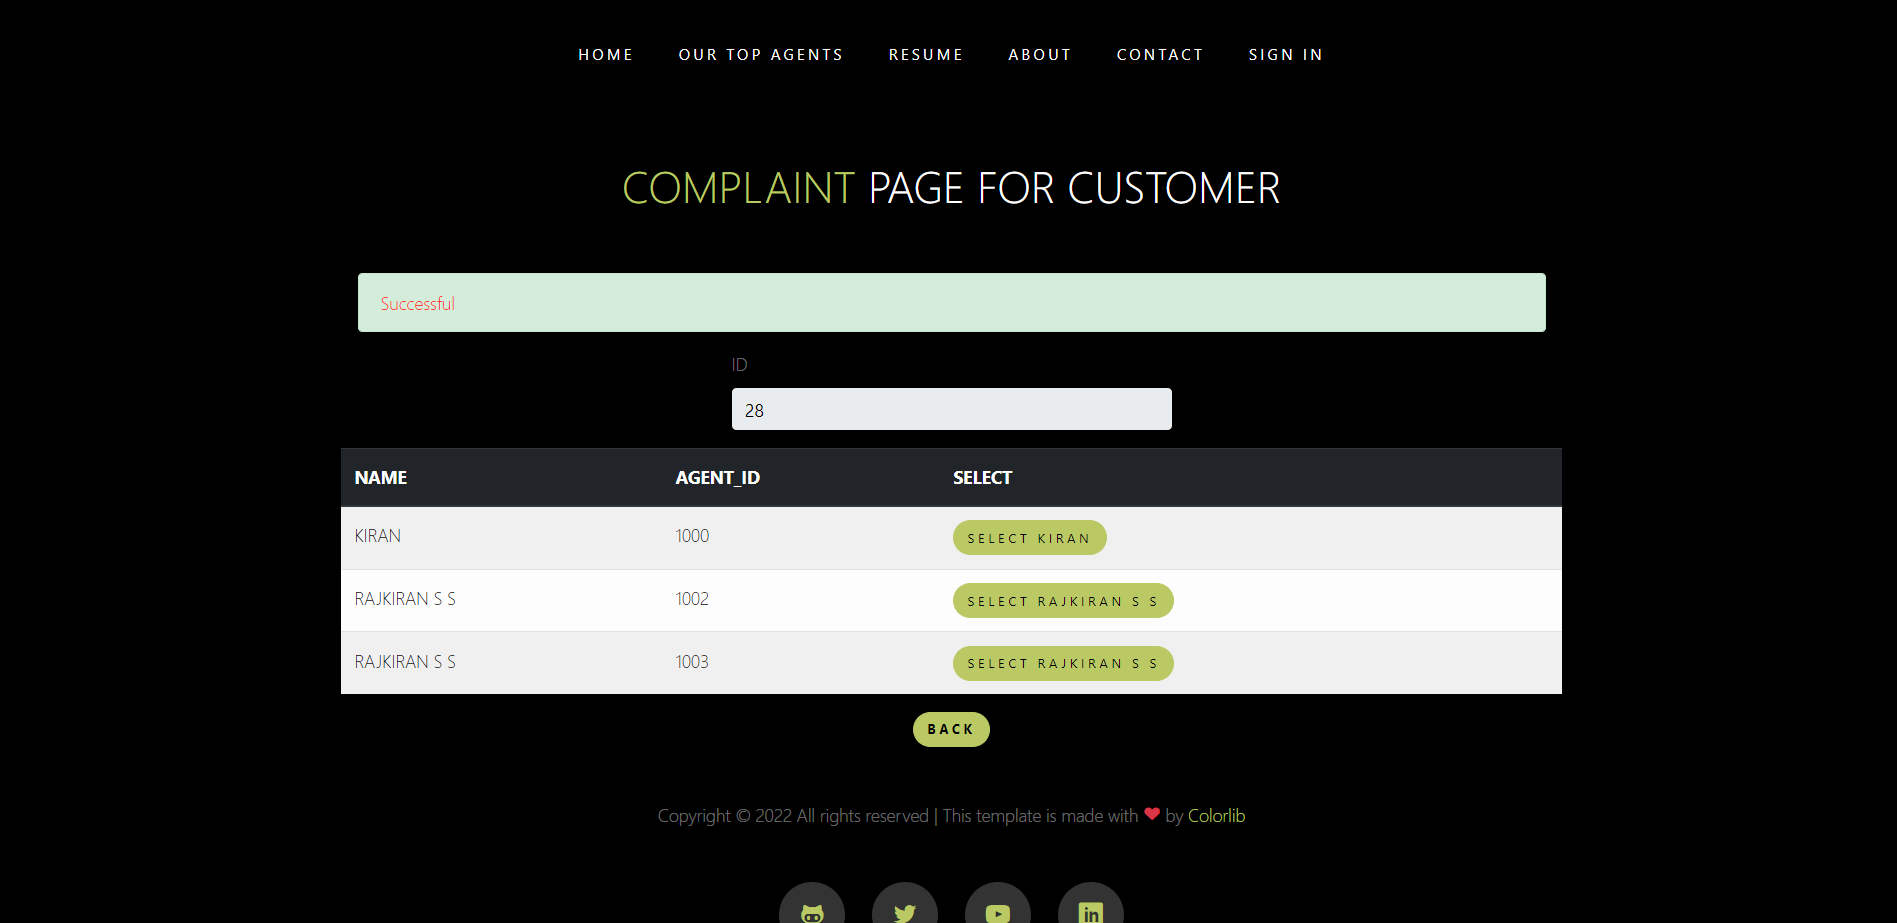 HOME OUR TOP AGENTS RESUME ABOUT CONTACT SIGN IN
COMPLAINT PAGE FOR CUSTOMER
Successful
ID
28
NAME AGENT_ID SELECT
KIRAN 1000 SELECT KIRAN
RAJKIRAN S S 1002 SELECT RAJKIRAN S S
RAJKIRAN S S 1003 SELECT RAJKIRAN S S
BACK
Copyright © 2022 All rights reserved | This template is made with ❤ by Colorlib
in